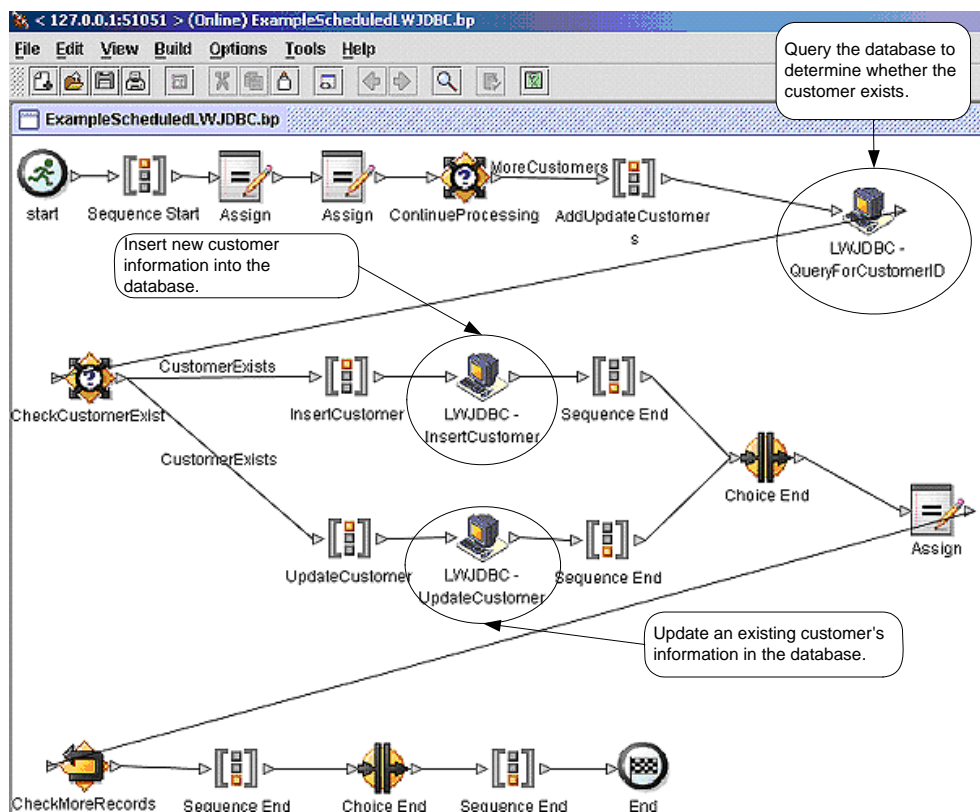 < 127.0.0.1:51051 > (Online) ExampleScheduledLWJDBC.bp
File Edit View Build Options Tools Help
Query the database to
determine whether the
customer exists.
ExampleScheduledLWJDBC.bp
start
Sequence Start
Assign
Assign
ContinueProcessing
MoreCustomers
AddUpdateCustomer
s
LWJDBC -
QueryForCustomerID
Insert new customer
information into the
database.
CheckCustomerExist
CustomerExists
InsertCustomer
LWJDBC -
InsertCustomer
Sequence End
CustomerExists
UpdateCustomer
LWJDBC -
UpdateCustomer
Sequence End
Choice End
Assign
Update an existing customer's
information in the database.
CheckMoreRecords
Sequence End
Choice End
Sequence End
End